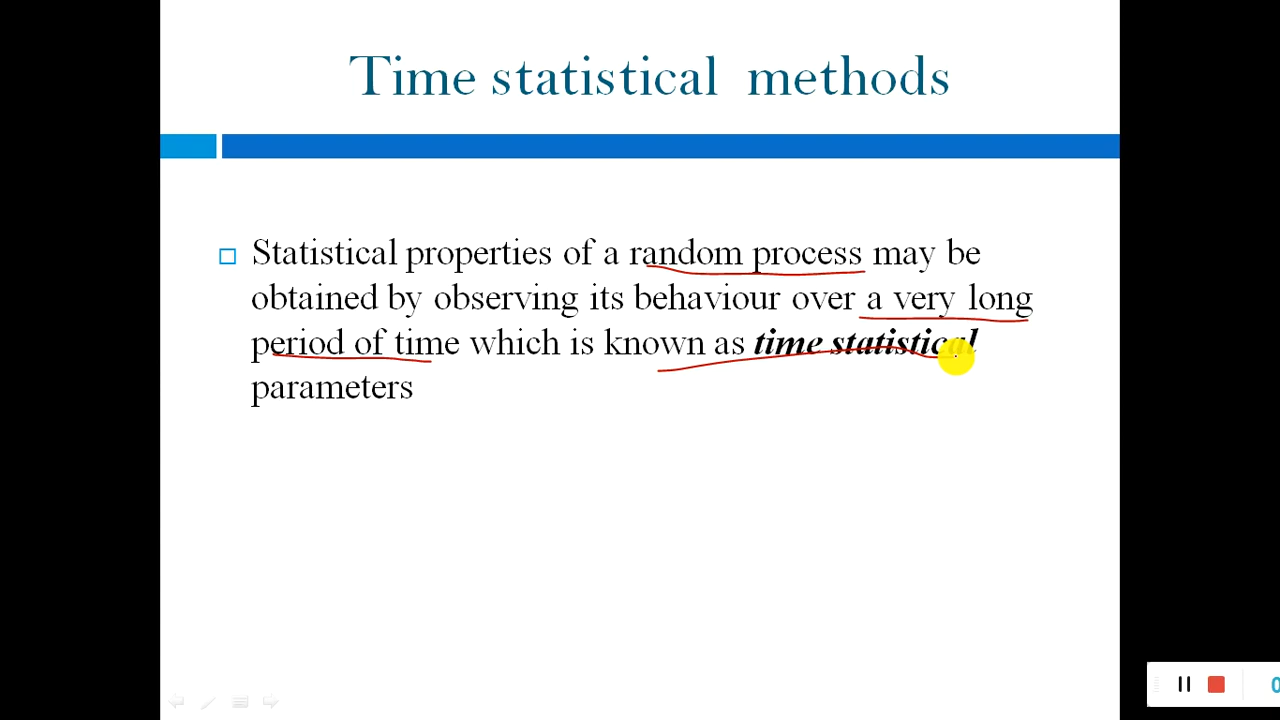 Time statistical methods
Statistical properties of a random process may be
obtained by observing its behaviour over a very long
period of time which is known as time statistical
parameters
0